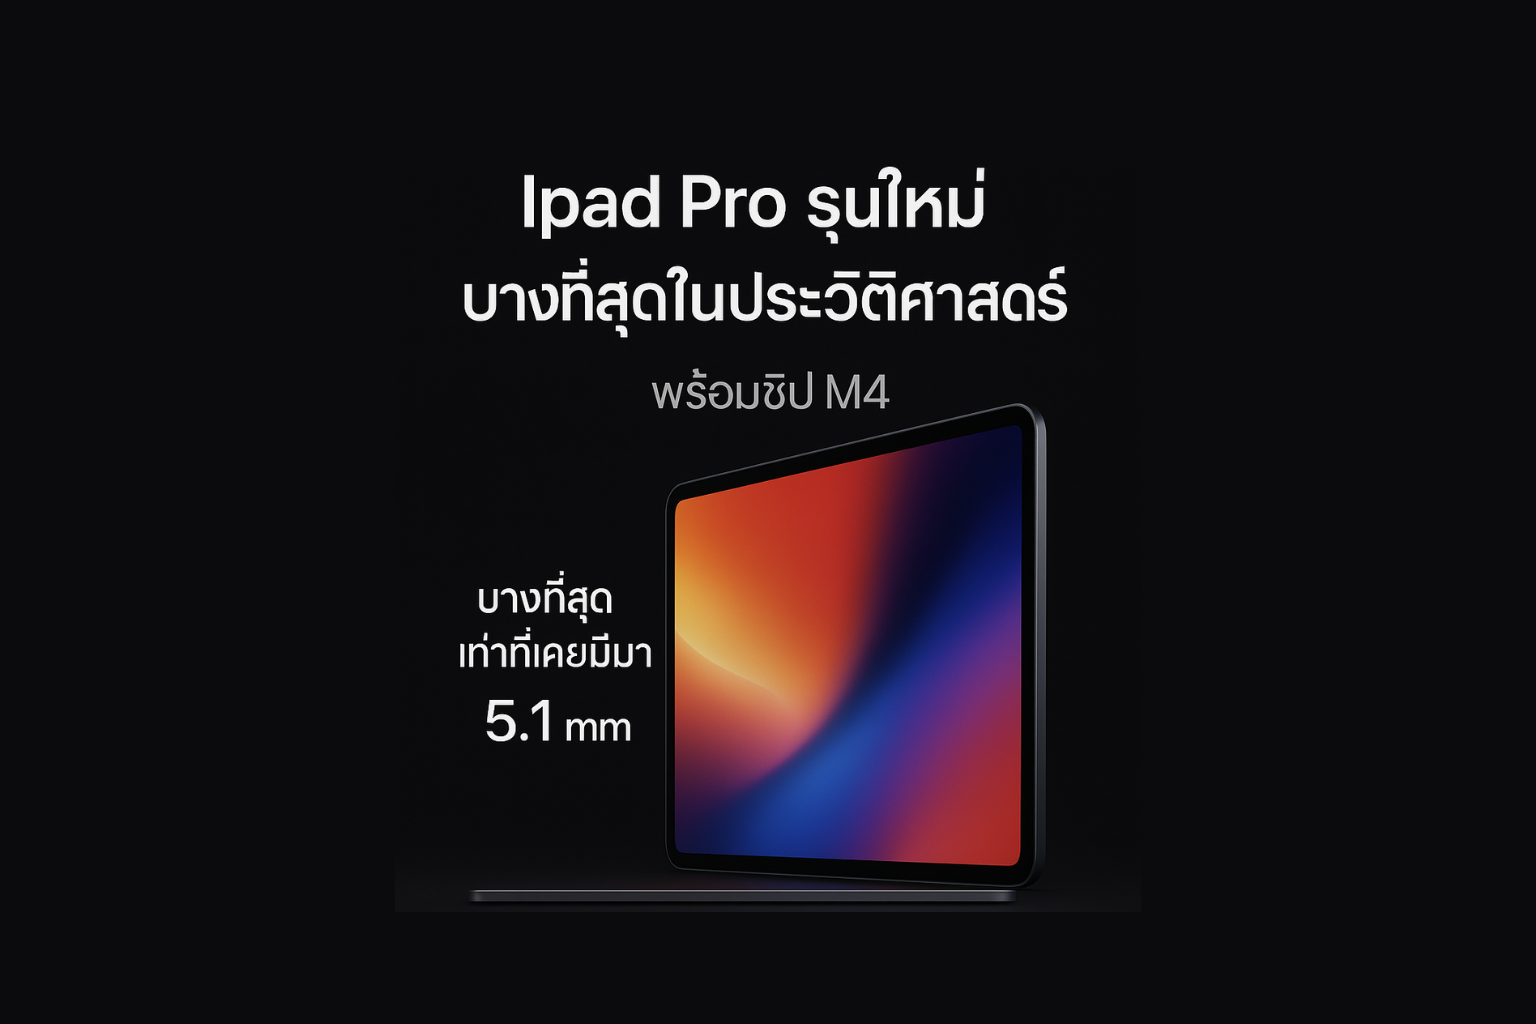 Ipad Pro รุนใหม่
บางที่สุดในประวิติศาสดร์
พร้อมชิป M4
บางที่สุด
เท่าที่เคยมีมา
5.1 mm